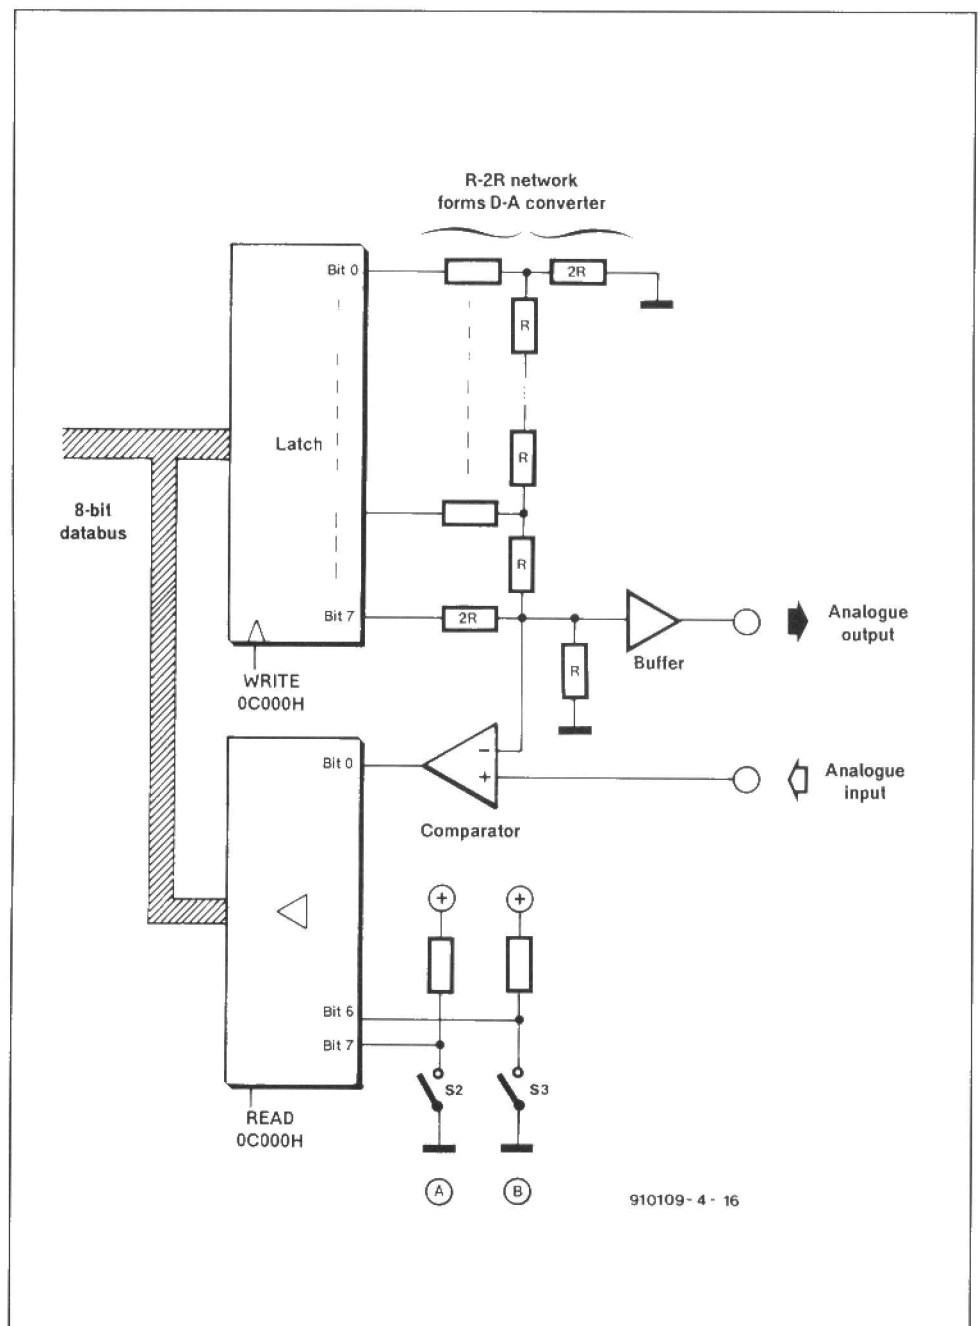 R-2R network
forms D-A converter
Bit 0
2R
R
Latch
R
8-bit
databus
R
Bit 7
2R
Analogue
output
Buffer
R
WRITE
0C000H
Bit 0
−
+
Analogue
input
Comparator
+
+
Bit 6
Bit 7
S2
S3
READ
0C000H
A
B
910109-4-16